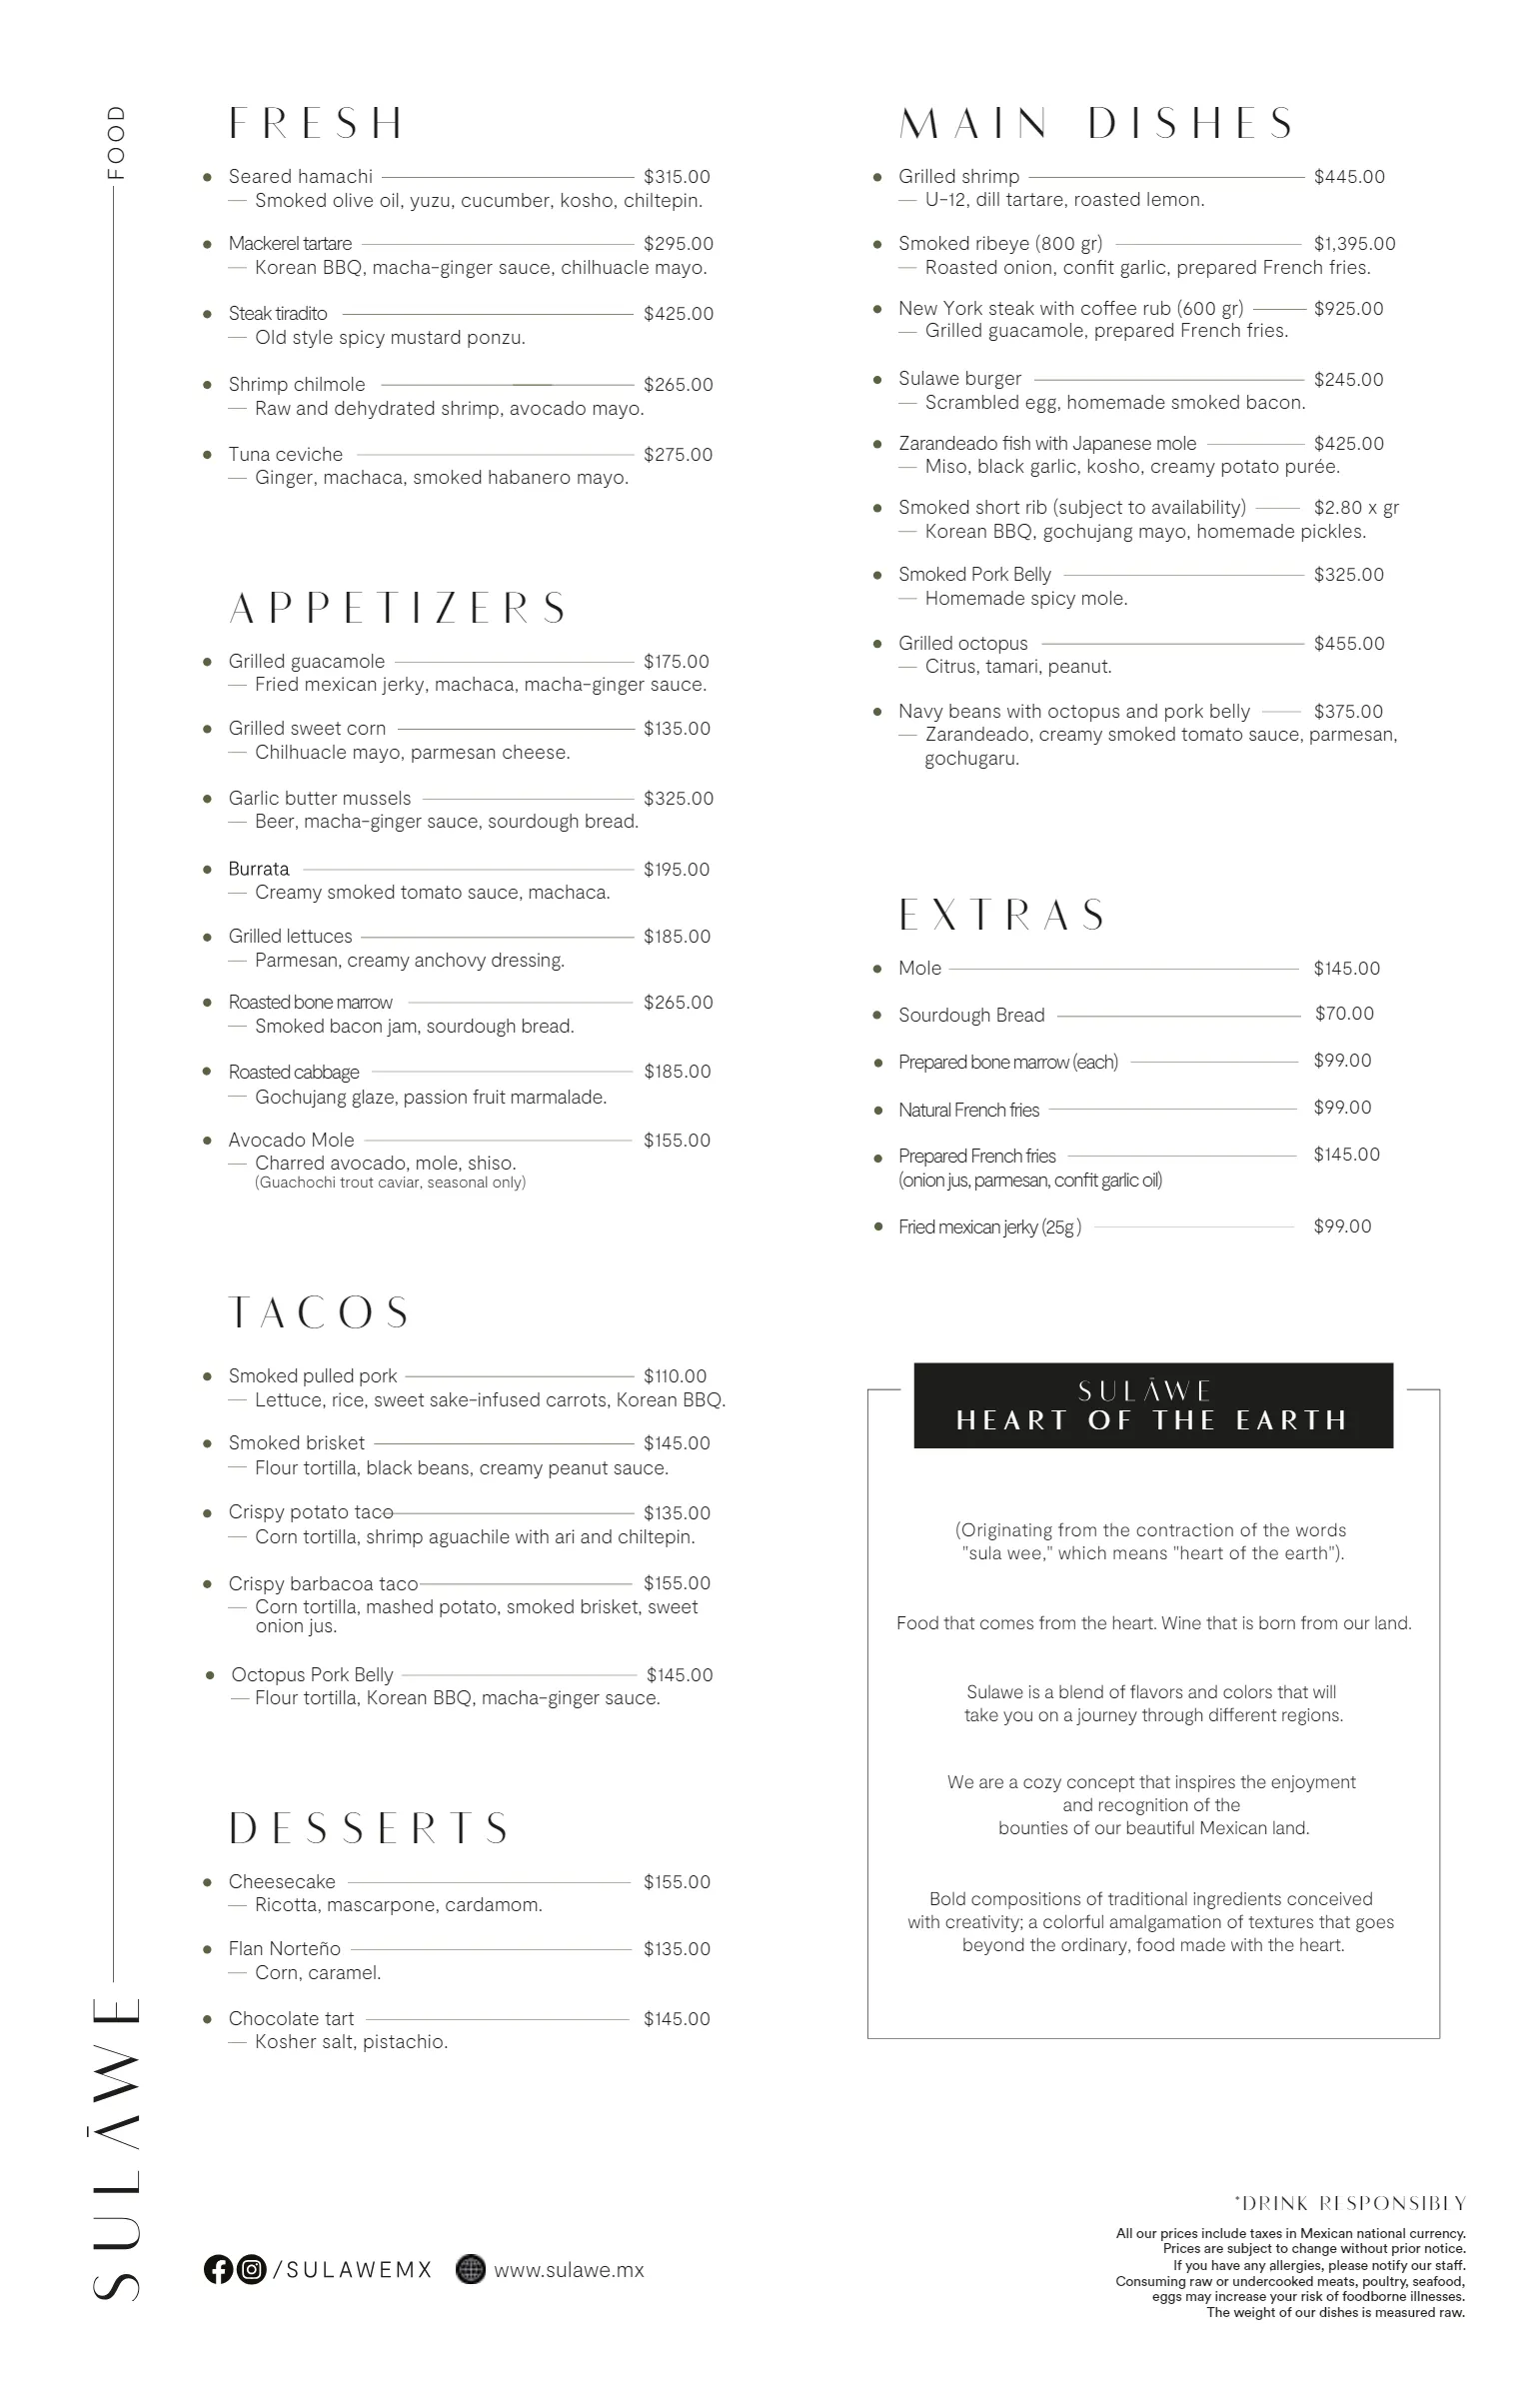 FOOD
SULĀWE
FRESH
Seared hamachi $315.00
— Smoked olive oil, yuzu, cucumber, kosho, chiltepin.
Mackerel tartare $295.00
— Korean BBQ, macha-ginger sauce, chilhuacle mayo.
Steak tiradito $425.00
— Old style spicy mustard ponzu.
Shrimp chilmole $265.00
— Raw and dehydrated shrimp, avocado mayo.
Tuna ceviche $275.00
— Ginger, machaca, smoked habanero mayo.
APPETIZERS
Grilled guacamole $175.00
— Fried mexican jerky, machaca, macha-ginger sauce.
Grilled sweet corn $135.00
— Chilhuacle mayo, parmesan cheese.
Garlic butter mussels $325.00
— Beer, macha-ginger sauce, sourdough bread.
Burrata $195.00
— Creamy smoked tomato sauce, machaca.
Grilled lettuces $185.00
— Parmesan, creamy anchovy dressing.
Roasted bone marrow $265.00
— Smoked bacon jam, sourdough bread.
Roasted cabbage $185.00
— Gochujang glaze, passion fruit marmalade.
Avocado Mole $155.00
— Charred avocado, mole, shiso.
(Guachochi trout caviar, seasonal only)
TACOS
Smoked pulled pork $110.00
— Lettuce, rice, sweet sake-infused carrots, Korean BBQ.
Smoked brisket $145.00
— Flour tortilla, black beans, creamy peanut sauce.
Crispy potato taco $135.00
— Corn tortilla, shrimp aguachile with ari and chiltepin.
Crispy barbacoa taco $155.00
— Corn tortilla, mashed potato, smoked brisket, sweet
onion jus.
Octopus Pork Belly $145.00
— Flour tortilla, Korean BBQ, macha-ginger sauce.
DESSERTS
Cheesecake $155.00
— Ricotta, mascarpone, cardamom.
Flan Norteño $135.00
— Corn, caramel.
Chocolate tart $145.00
— Kosher salt, pistachio.
/SULAWEMX www.sulawe.mx
MAIN DISHES
Grilled shrimp $445.00
— U-12, dill tartare, roasted lemon.
Smoked ribeye (800 gr) $1,395.00
— Roasted onion, confit garlic, prepared French fries.
New York steak with coffee rub (600 gr) $925.00
— Grilled guacamole, prepared French fries.
Sulawe burger $245.00
— Scrambled egg, homemade smoked bacon.
Zarandeado fish with Japanese mole $425.00
— Miso, black garlic, kosho, creamy potato purée.
Smoked short rib (subject to availability) $2.80 x gr
— Korean BBQ, gochujang mayo, homemade pickles.
Smoked Pork Belly $325.00
— Homemade spicy mole.
Grilled octopus $455.00
— Citrus, tamari, peanut.
Navy beans with octopus and pork belly $375.00
— Zarandeado, creamy smoked tomato sauce, parmesan,
gochugaru.
EXTRAS
Mole $145.00
Sourdough Bread $70.00
Prepared bone marrow (each) $99.00
Natural French fries $99.00
Prepared French fries $145.00
(onion jus, parmesan, confit garlic oil)
Fried mexican jerky (25g ) $99.00
SULĀWE
HEART OF THE EARTH
(Originating from the contraction of the words
"sula wee," which means "heart of the earth").
Food that comes from the heart. Wine that is born from our land.
Sulawe is a blend of flavors and colors that will
take you on a journey through different regions.
We are a cozy concept that inspires the enjoyment
and recognition of the
bounties of our beautiful Mexican land.
Bold compositions of traditional ingredients conceived
with creativity; a colorful amalgamation of textures that goes
beyond the ordinary, food made with the heart.
*DRINK RESPONSIBLY
All our prices include taxes in Mexican national currency.
Prices are subject to change without prior notice.
If you have any allergies, please notify our staff.
Consuming raw or undercooked meats, poultry, seafood,
eggs may increase your risk of foodborne illnesses.
The weight of our dishes is measured raw.